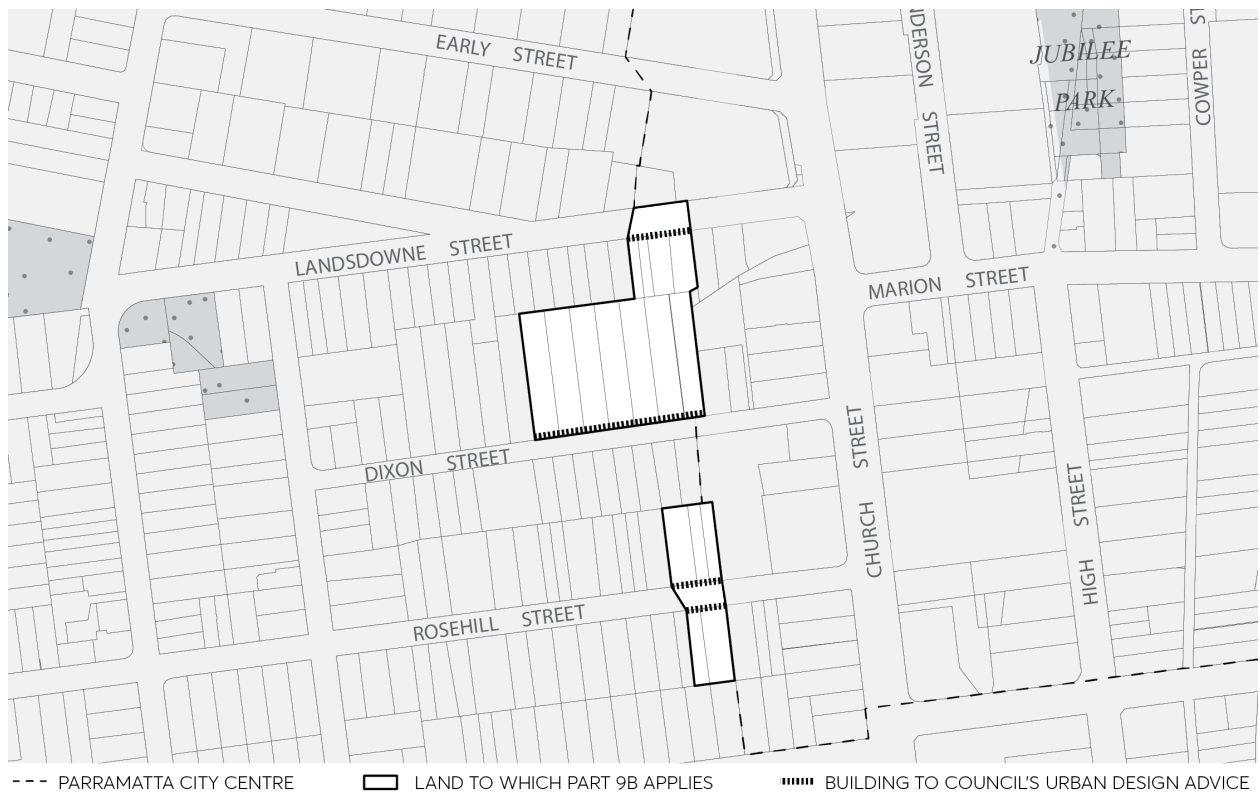 EARLY STREET
NDERSON STREET
JUBILEE
PARK
COWPER ST
LANDSDOWNE STREET
MARION STREET
DIXON STREET
CHURCH STREET
HIGH STREET
ROSEHILL STREET
PARRAMATTA CITY CENTRE
LAND TO WHICH PART 9B APPLIES
BUILDING TO COUNCIL'S URBAN DESIGN ADVICE